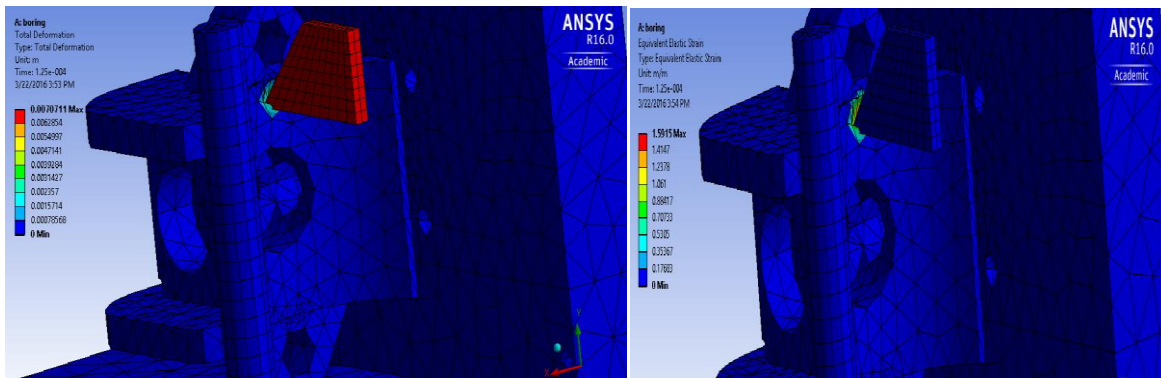 A: boring
Total Deformation
Type: Total Deformation
Unit: m
Time: 1.25e-004
3/22/2016 3:53 PM
0.0070711 Max
0.0062854
0.0054997
0.0047141
0.0039284
0.0031427
0.002357
0.0015714
0.00078568
0 Min
ANSYS
R16.0
Academic
Y
X
A: boring
Equivalent Elastic Strain
Type: Equivalent Elastic Strain
Unit: m/m
Time: 1.25e-004
3/22/2016 3:54 PM
1.5915 Max
1.4147
1.2378
1.061
0.88417
0.70733
0.5305
0.35367
0.17683
0 Min
ANSYS
R16.0
Academic